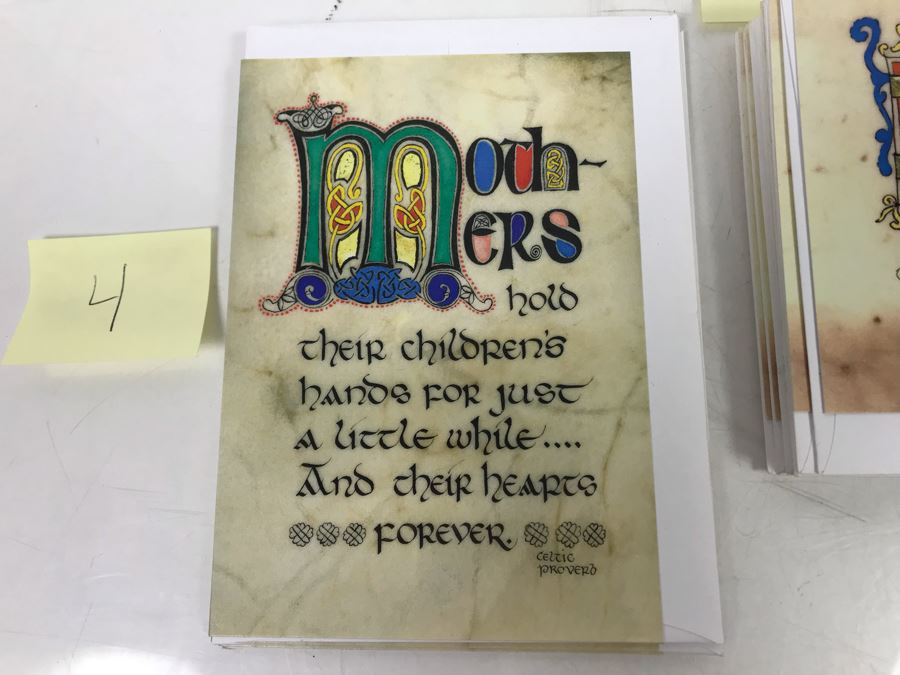 4
Moth-
ers
hold
their children's
hands for just
a little while....
And their hearts
forever.
Celtic
Proverb